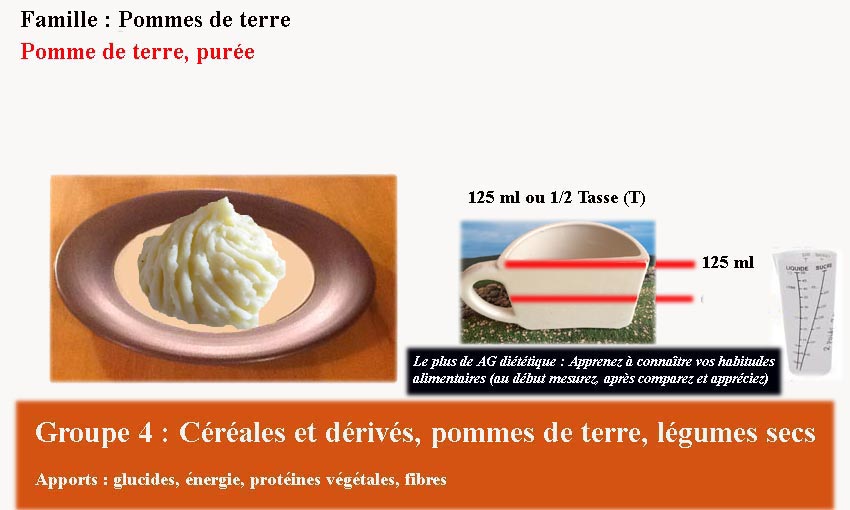 Famille : Pommes de terre
Pomme de terre, purée
125 ml ou 1/2 Tasse (T)
125 ml
LIQUIDE SUCRE
Le plus de AG diététique : Apprenez à connaître vos habitudes
alimentaires (au début mesurez, après comparez et appréciez)
Groupe 4 : Céréales et dérivés, pommes de terre, légumes secs
Apports : glucides, énergie, protéines végétales, fibres